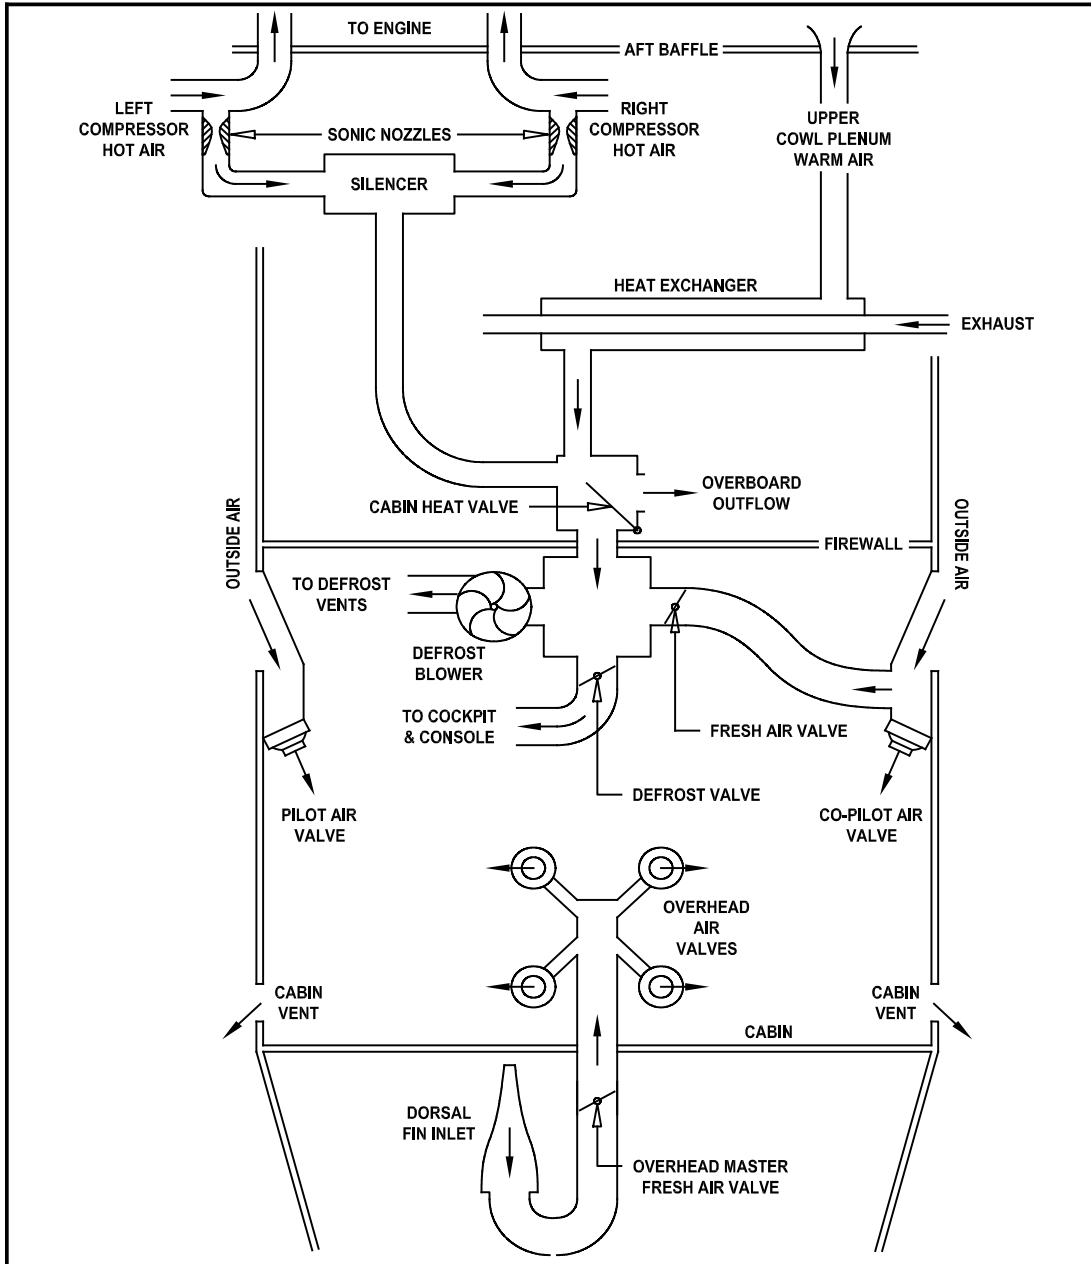 TO ENGINE
AFT BAFFLE
LEFT
COMPRESSOR
HOT AIR
SONIC NOZZLES
RIGHT
COMPRESSOR
HOT AIR
UPPER
COWL PLENUM
WARM AIR
SILENCER
HEAT EXCHANGER
EXHAUST
OVERBOARD
OUTFLOW
CABIN HEAT VALVE
OUTSIDE AIR
OUTSIDE AIR
FIREWALL
TO DEFROST
VENTS
DEFROST
BLOWER
TO COCKPIT
& CONSOLE
FRESH AIR VALVE
DEFROST VALVE
PILOT AIR
VALVE
CO-PILOT AIR
VALVE
OVERHEAD
AIR
VALVES
CABIN
VENT
CABIN
VENT
CABIN
DORSAL
FIN INLET
OVERHEAD MASTER
FRESH AIR VALVE